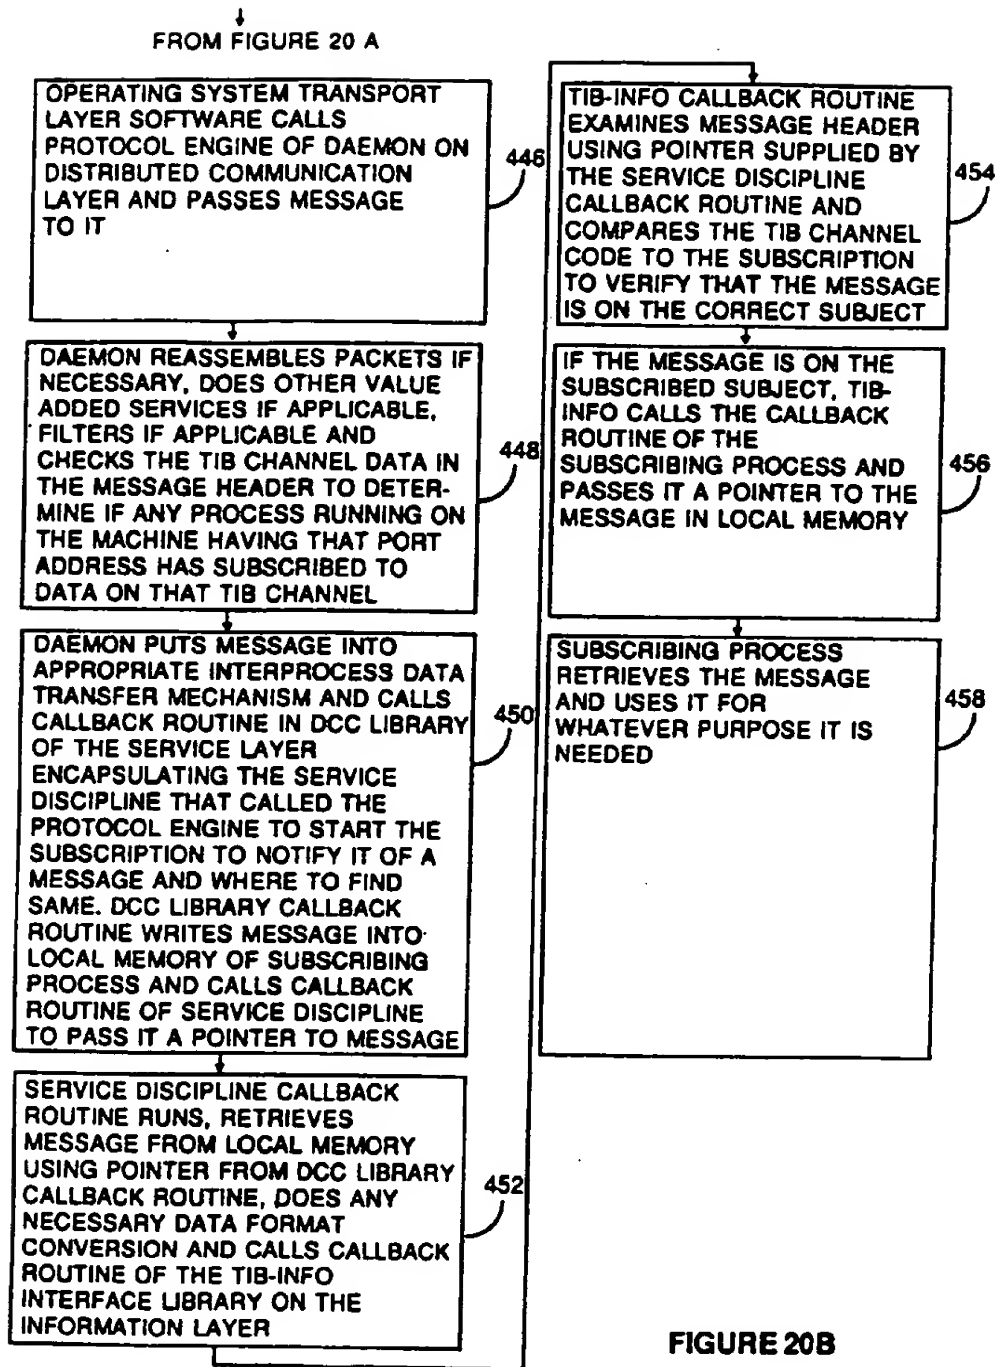 FROM FIGURE 20 A
OPERATING SYSTEM TRANSPORT
LAYER SOFTWARE CALLS
PROTOCOL ENGINE OF DAEMON ON
DISTRIBUTED COMMUNICATION
LAYER AND PASSES MESSAGE
TO IT
446
DAEMON REASSEMBLES PACKETS IF
NECESSARY, DOES OTHER VALUE
ADDED SERVICES IF APPLICABLE,
FILTERS IF APPLICABLE AND
CHECKS THE TIB CHANNEL DATA IN
THE MESSAGE HEADER TO DETER-
MINE IF ANY PROCESS RUNNING ON
THE MACHINE HAVING THAT PORT
ADDRESS HAS SUBSCRIBED TO
DATA ON THAT TIB CHANNEL
448
DAEMON PUTS MESSAGE INTO
APPROPRIATE INTERPROCESS DATA
TRANSFER MECHANISM AND CALLS
CALLBACK ROUTINE IN DCC LIBRARY
OF THE SERVICE LAYER
ENCAPSULATING THE SERVICE
DISCIPLINE THAT CALLED THE
PROTOCOL ENGINE TO START THE
SUBSCRIPTION TO NOTIFY IT OF A
MESSAGE AND WHERE TO FIND
SAME. DCC LIBRARY CALLBACK
ROUTINE WRITES MESSAGE INTO
LOCAL MEMORY OF SUBSCRIBING
PROCESS AND CALLS CALLBACK
ROUTINE OF SERVICE DISCIPLINE
TO PASS IT A POINTER TO MESSAGE
450
SERVICE DISCIPLINE CALLBACK
ROUTINE RUNS, RETRIEVES
MESSAGE FROM LOCAL MEMORY
USING POINTER FROM DCC LIBRARY
CALLBACK ROUTINE, DOES ANY
NECESSARY DATA FORMAT
CONVERSION AND CALLS CALLBACK
ROUTINE OF THE TIB-INFO
INTERFACE LIBRARY ON THE
INFORMATION LAYER
452
TIB-INFO CALLBACK ROUTINE
EXAMINES MESSAGE HEADER
USING POINTER SUPPLIED BY
THE SERVICE DISCIPLINE
CALLBACK ROUTINE AND
COMPARES THE TIB CHANNEL
CODE TO THE SUBSCRIPTION
TO VERIFY THAT THE MESSAGE
IS ON THE CORRECT SUBJECT
454
IF THE MESSAGE IS ON THE
SUBSCRIBED SUBJECT, TIB-
INFO CALLS THE CALLBACK
ROUTINE OF THE
SUBSCRIBING PROCESS AND
PASSES IT A POINTER TO THE
MESSAGE IN LOCAL MEMORY
456
SUBSCRIBING PROCESS
RETRIEVES THE MESSAGE
AND USES IT FOR
WHATEVER PURPOSE IT IS
NEEDED
458
FIGURE 20B